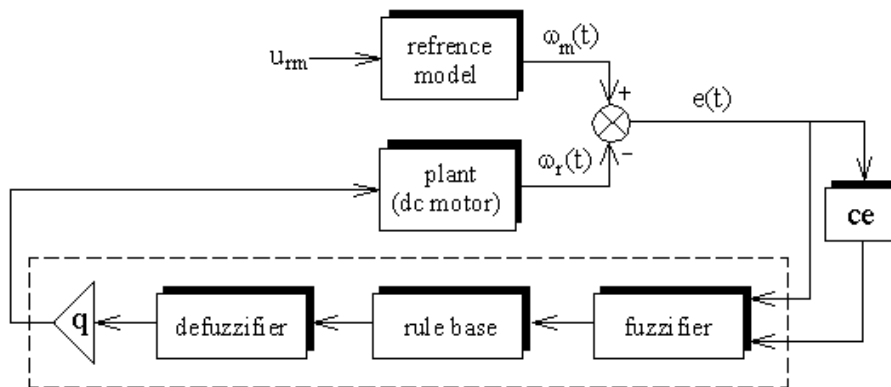 u_rm
refrence
model
ω_m(t)
+
e(t)
−
plant
(dc motor)
ω_r(t)
ce
q
defuzzifier
rule base
fuzzifier